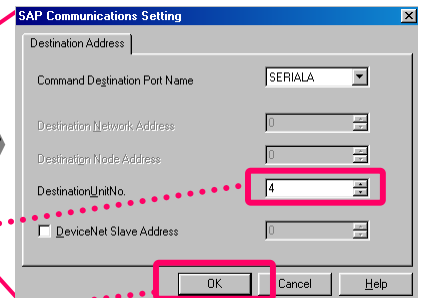 SAP Communications Setting
Destination Address
Command Destination Port Name SERIALA
Destination Network Address 0
Destination Node Address 0
DestinationUnitNo. 4
DeviceNet Slave Address 0
OK Cancel Help